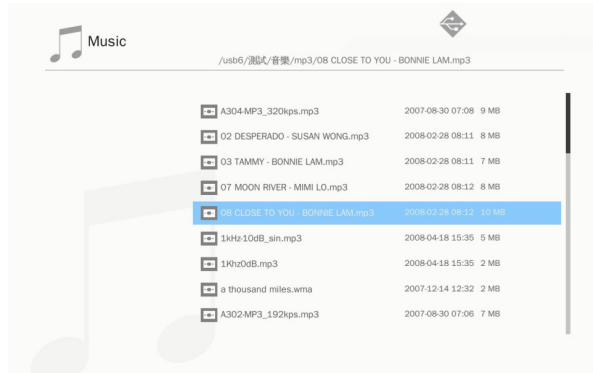 Music
/usb6/測試/音樂/mp3/08 CLOSE TO YOU - BONNIE LAM.mp3
A304-MP3_320kps.mp3 2007-08-30 07:08 9 MB
02 DESPERADO - SUSAN WONG.mp3 2008-02-28 08:11 8 MB
03 TAMMY - BONNIE LAM.mp3 2008-02-28 08:11 7 MB
07 MOON RIVER - MIMI LO.mp3 2008-02-28 08:12 8 MB
08 CLOSE TO YOU - BONNIE LAM.mp3 2008-02-28 08:12 10 MB
1kHz-10dB_sin.mp3 2008-04-18 15:35 5 MB
1Khz0dB.mp3 2008-04-18 15:35 2 MB
a thousand miles.wma 2007-12-14 12:32 2 MB
A302-MP3_192kps.mp3 2007-08-30 07:06 7 MB